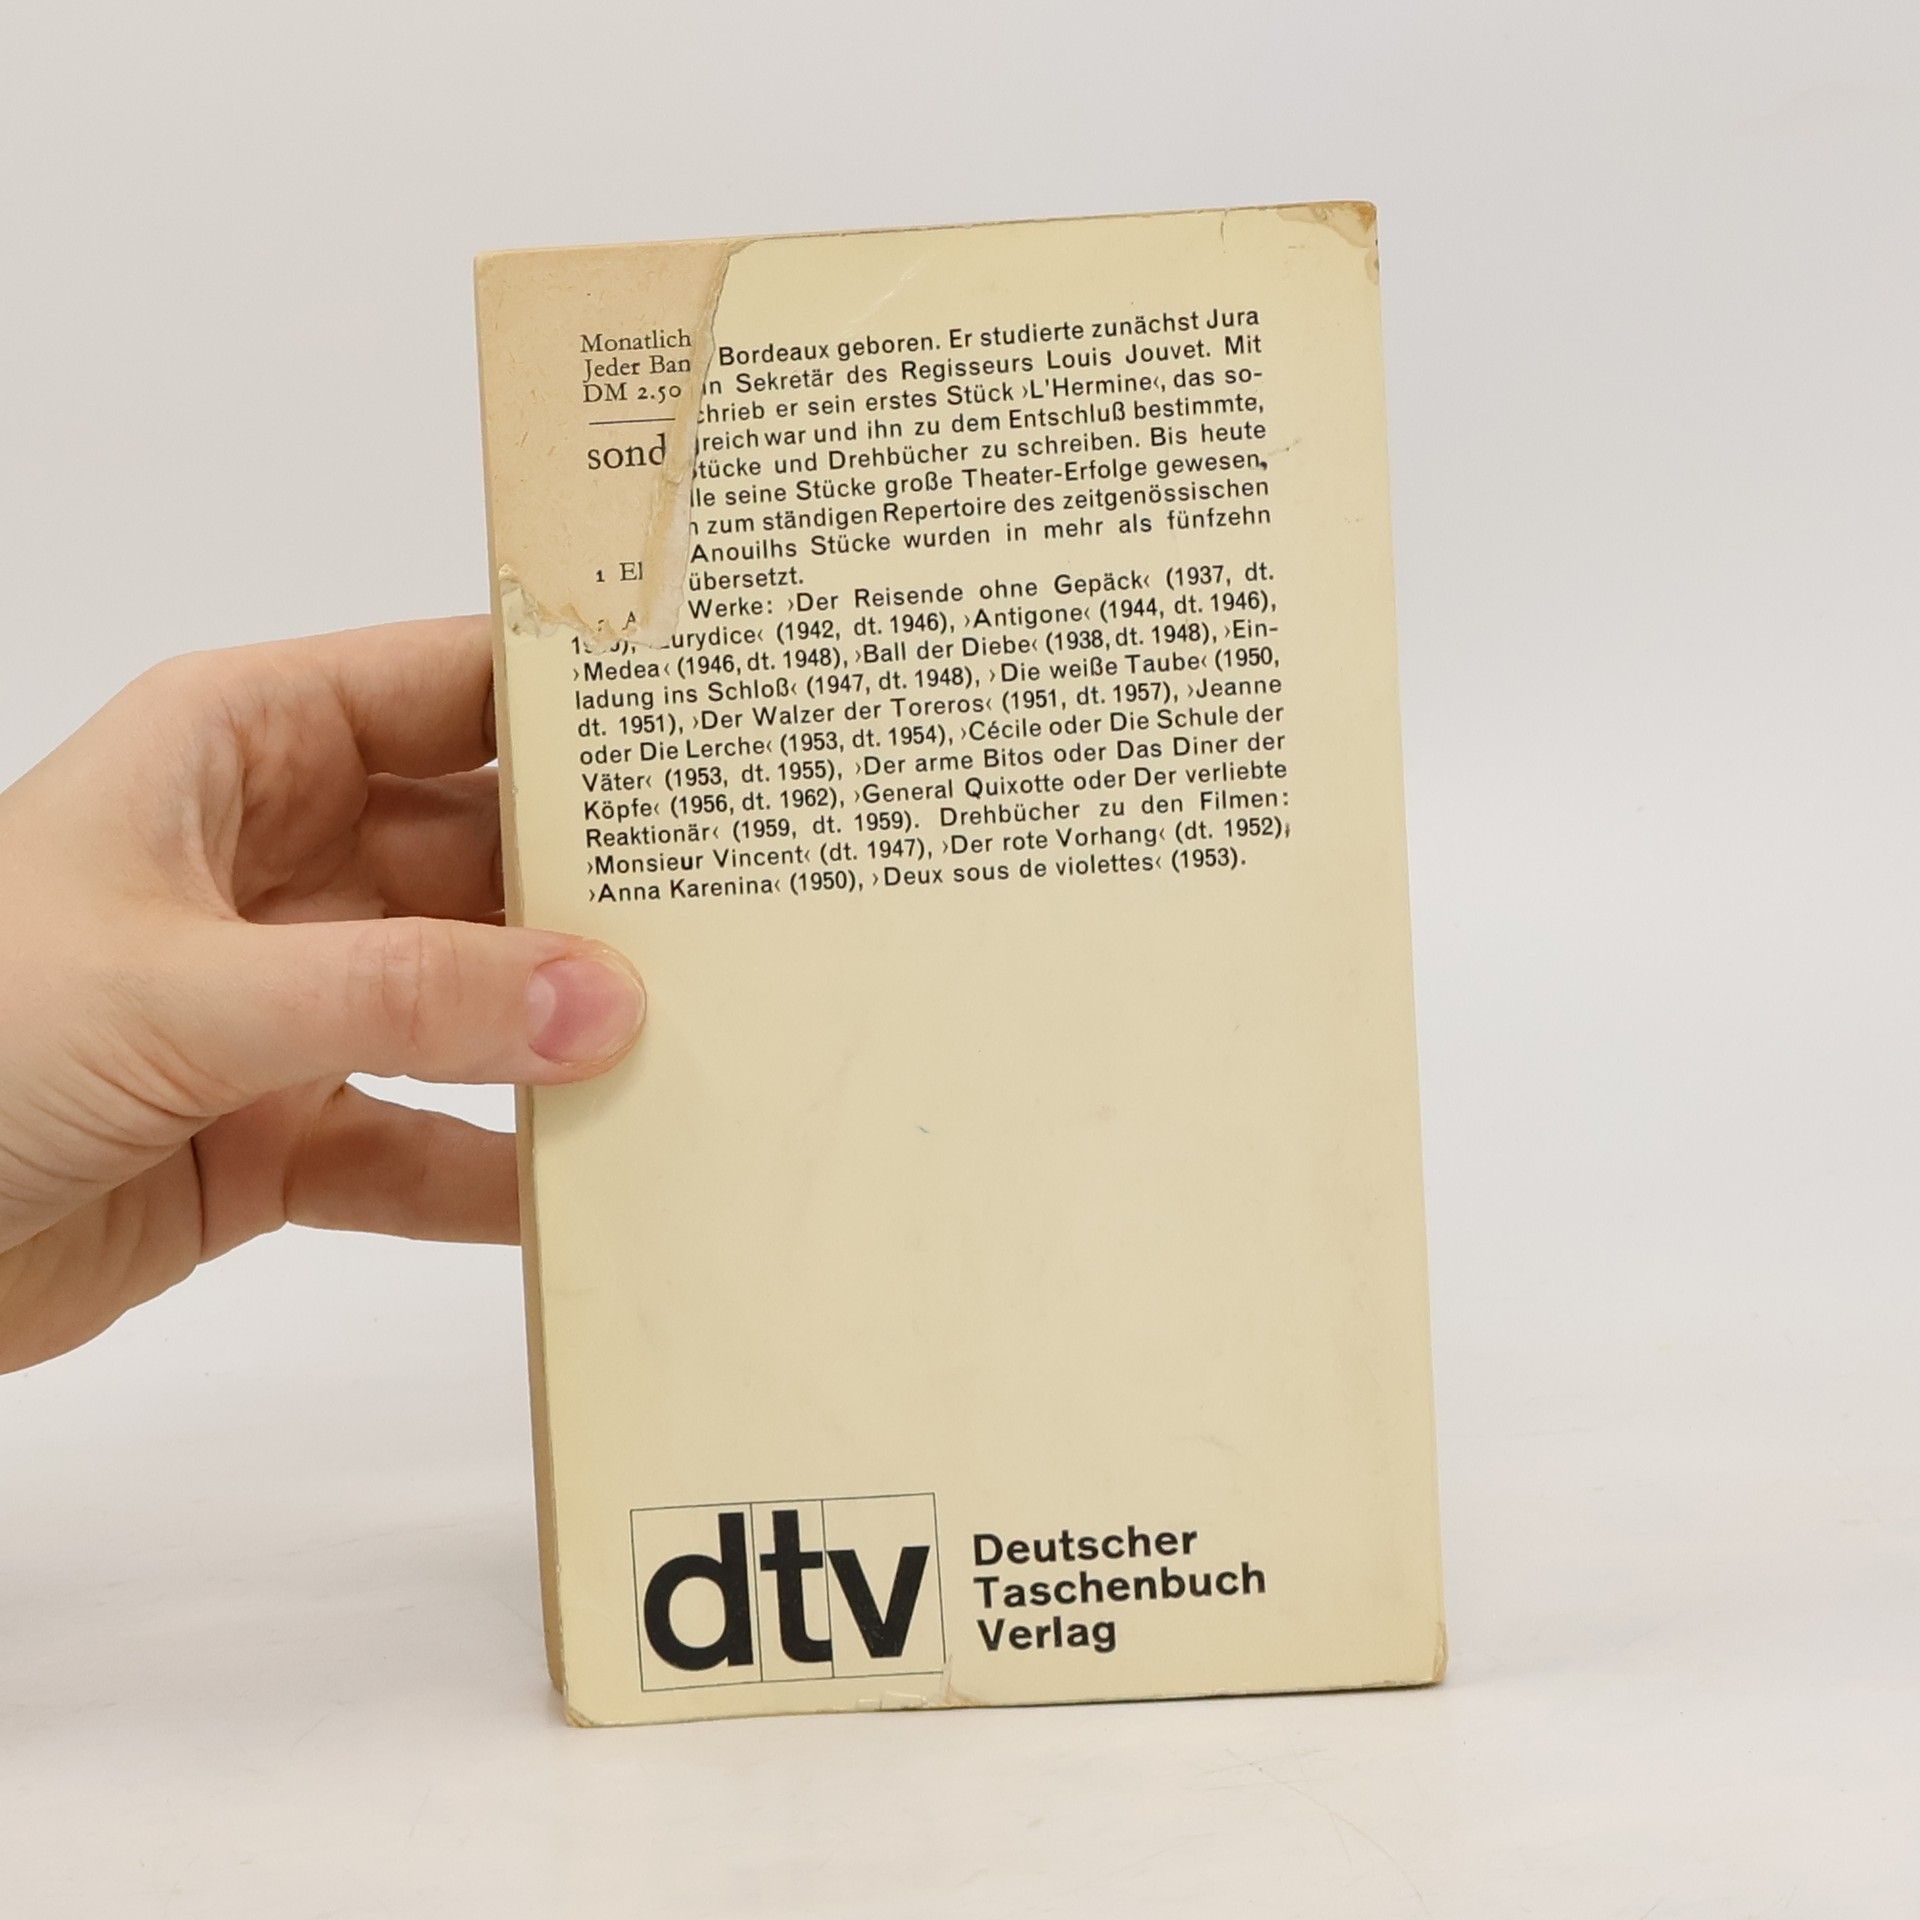 Monatlich
Jeder Ban
DM 2.50
sond
1 El
Bordeaux geboren. Er studierte zunächst Jura
in Sekretär des Regisseurs Louis Jouvet. Mit
chrieb er sein erstes Stück ›L'Hermine‹, das so-
reich war und ihn zu dem Entschluß bestimmte,
tücke und Drehbücher zu schreiben. Bis heute
lle seine Stücke große Theater-Erfolge gewesen,
n zum ständigen Repertoire des zeitgenössischen
Anouilhs Stücke wurden in mehr als fünfzehn
übersetzt.
Werke: ›Der Reisende ohne Gepäck‹ (1937, dt.
urydice‹ (1942, dt. 1946), ›Antigone‹ (1944, dt. 1946),
›Medea‹ (1946, dt. 1948), ›Ball der Diebe‹ (1938, dt. 1948), ›Ein-
ladung ins Schloß‹ (1947, dt. 1948), ›Die weiße Taube‹ (1950,
dt. 1951), ›Der Walzer der Toreros‹ (1951, dt. 1957), ›Jeanne
oder Die Lerche‹ (1953, dt. 1954), ›Cécile oder Die Schule der
Väter‹ (1953, dt. 1955), ›Der arme Bitos oder Das Diner der
Köpfe‹ (1956, dt. 1962), ›General Quixotte oder Der verliebte
Reaktionär‹ (1959, dt. 1959). Drehbücher zu den Filmen:
›Monsieur Vincent‹ (dt. 1947), ›Der rote Vorhang‹ (dt. 1952),
›Anna Karenina‹ (1950), ›Deux sous de violettes‹ (1953).
dtv
Deutscher
Taschenbuch
Verlag